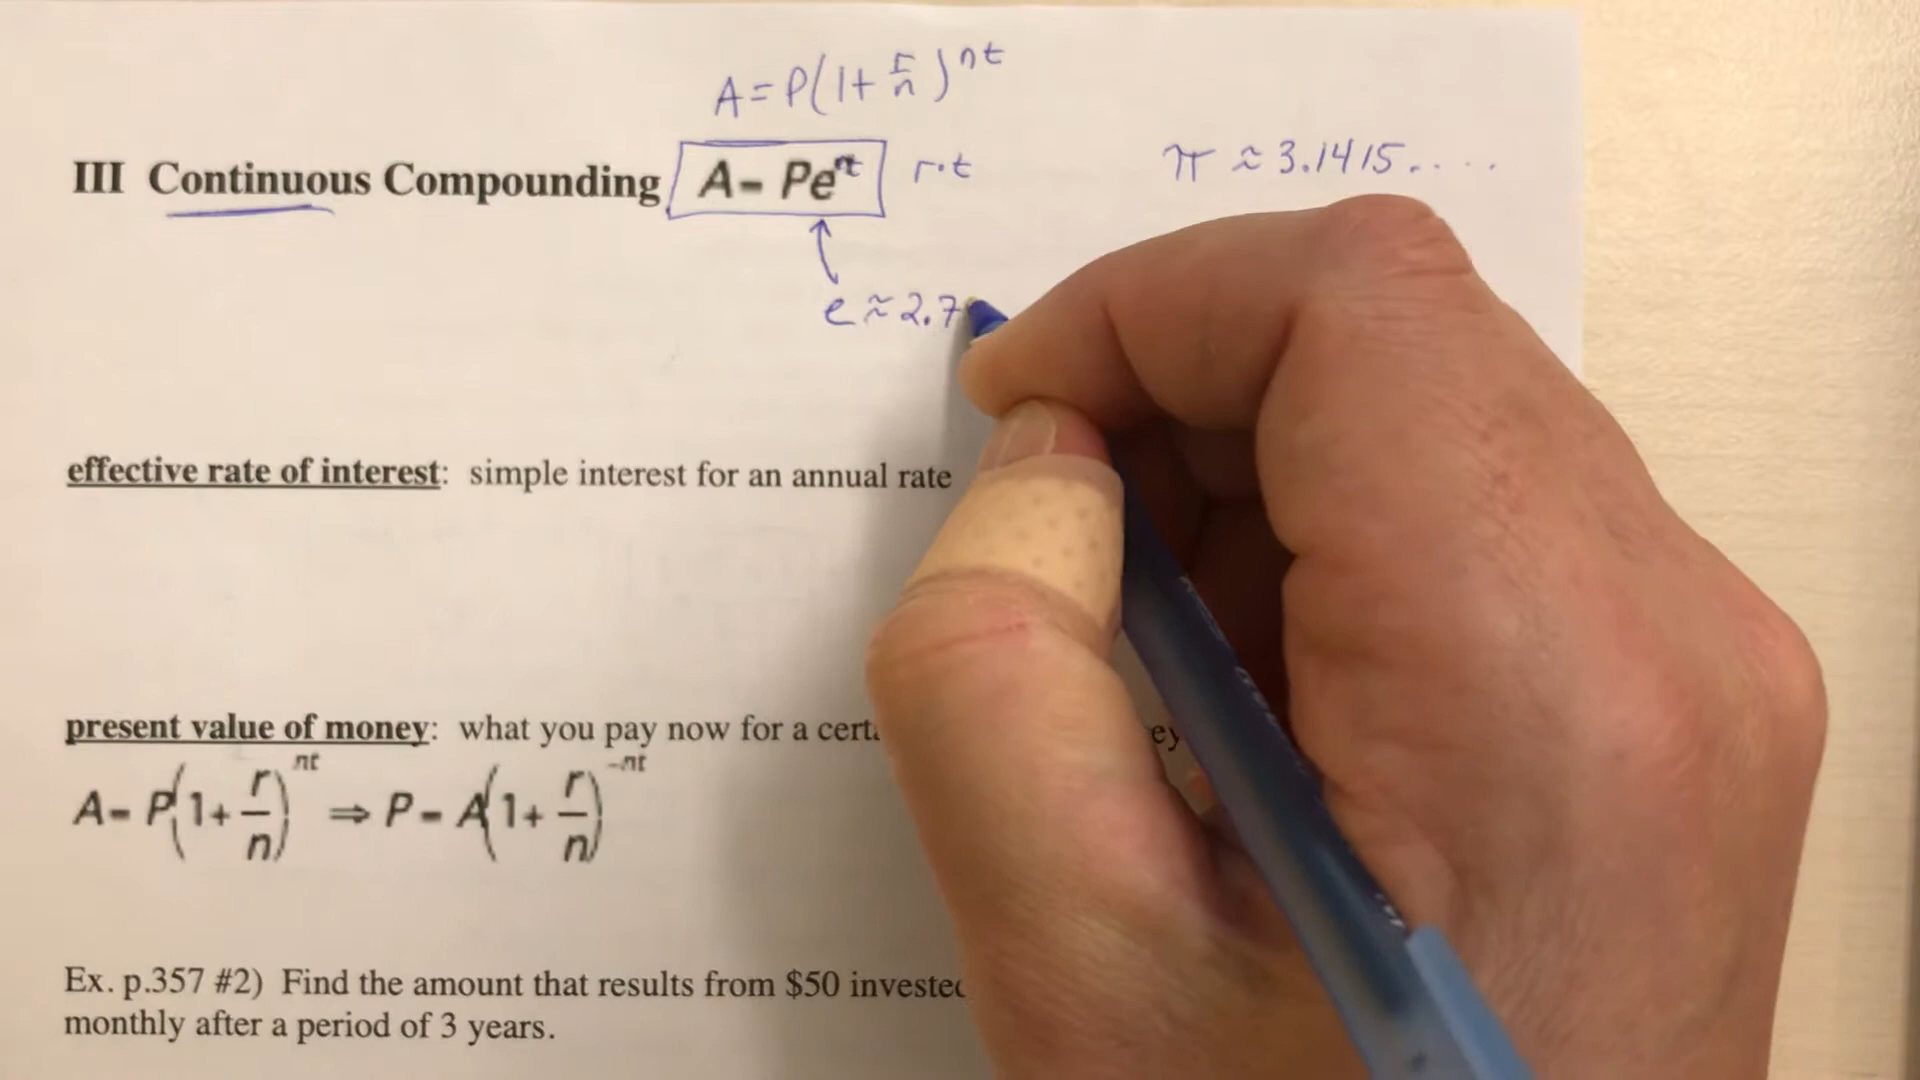 A=P(1+r/n)^nt
III Continuous Compounding A= Pe^rt r·t
π ≈ 3.1415.....
e ≈ 2.7
effective rate of interest: simple interest for an annual rate
present value of money: what you pay now for a
A= P(1+r/n)^nt ⇒ P= A(1+r/n)^-nt
Ex. p.357 #2) Find the amount that results from $50
monthly after a period of 3 years.